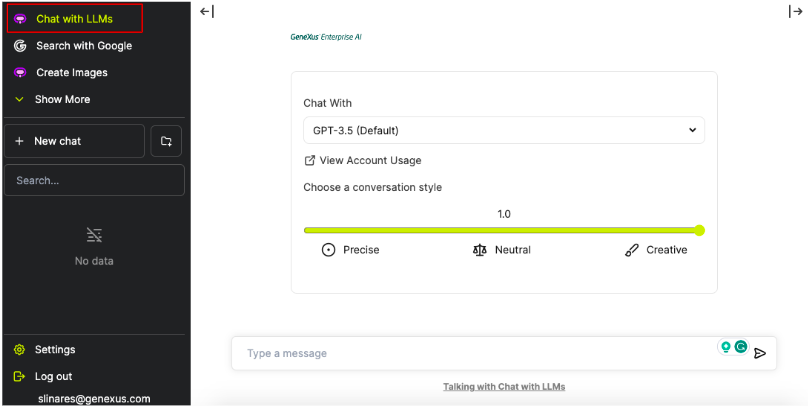 Chat with LLMs
Search with Google
Create Images
Show More
New chat
Search...
No data
Settings
Log out
slinares@genexus.com
GeneXus Enterprise AI
Chat With
GPT-3.5 (Default)
View Account Usage
Choose a conversation style
1.0
Precise
Neutral
Creative
Type a message
Talking with Chat with LLMs